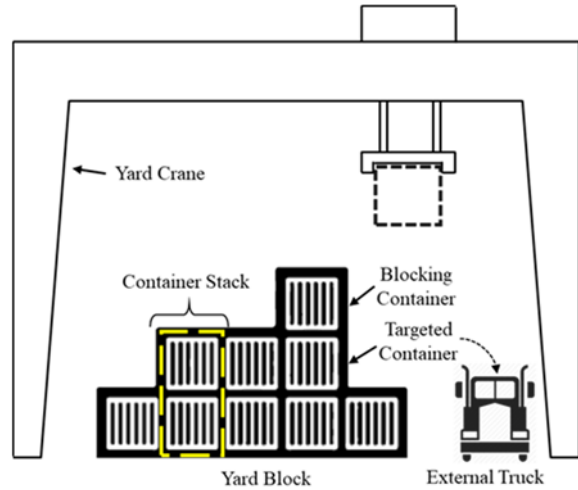 Yard Crane
Container Stack
Blocking
Container
Targeted
Container
Yard Block
External Truck